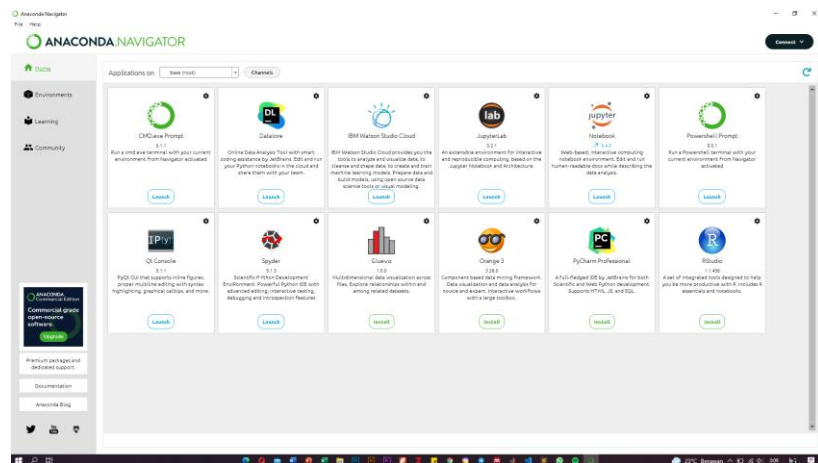 Anaconda Navigator
File Help
ANACONDA.NAVIGATOR
Connect
Home
Applications on
base (root)
Channels
Environments
Learning
Community
CMD.exe Prompt
Run a cmd.exe terminal with your current
environment from Navigator activated
Launch
DL
Datalore
Online Data Analysis Tool with smart
coding assistance by JetBrains. Edit and run
your Python notebooks in the cloud and
share them with your team.
Launch
IBM Watson Studio Cloud
IBM Watson Studio Cloud provides you the
tools to analyze and visualize data, to
cleanse and shape data, to create and train
machine learning models. Prepare data and
build models, using open source data
science tools or visual modeling.
Launch
lab
JupyterLab
An extensible environment for interactive
and reproducible computing, based on the
Jupyter Notebook and Architecture.
Launch
jupyter
Notebook
Web-based, interactive computing
notebook environment. Edit and run
human-readable docs while describing the
data analysis.
Launch
Powershell Prompt
Run a Powershell terminal with your
current environment from Navigator
activated
Launch
IP[y]:
Qt Console
PyQt GUI that supports inline figures,
proper multiline editing with syntax
highlighting, graphical calltips, and more.
Launch
Spyder
Scientific PYthon Development
EnviRonment. Powerful Python IDE with
advanced editing, interactive testing,
debugging and introspection features
Launch
Glueviz
1.0.0
Multidimensional data visualization across
files. Explore relationships within and
among related datasets.
Install
Orange 3
3.26.0
Component based data mining framework.
Data visualization and data analysis for
novice and expert. Interactive workflows
with a large toolbox.
Install
PC
PyCharm Professional
A full-fledged IDE by JetBrains for both
Scientific and Web Python development.
Supports HTML, JS, and SQL.
Install
R
RStudio
1.1.456
A set of integrated tools designed to help
you be more productive with R. Includes R
essentials and notebooks.
Install
ANACONDA.
Commercial Edition
Commercial grade
open-source
software.
Upgrade
Premium packages and
dedicated support.
Documentation
Anaconda Blog
23°C Berawan